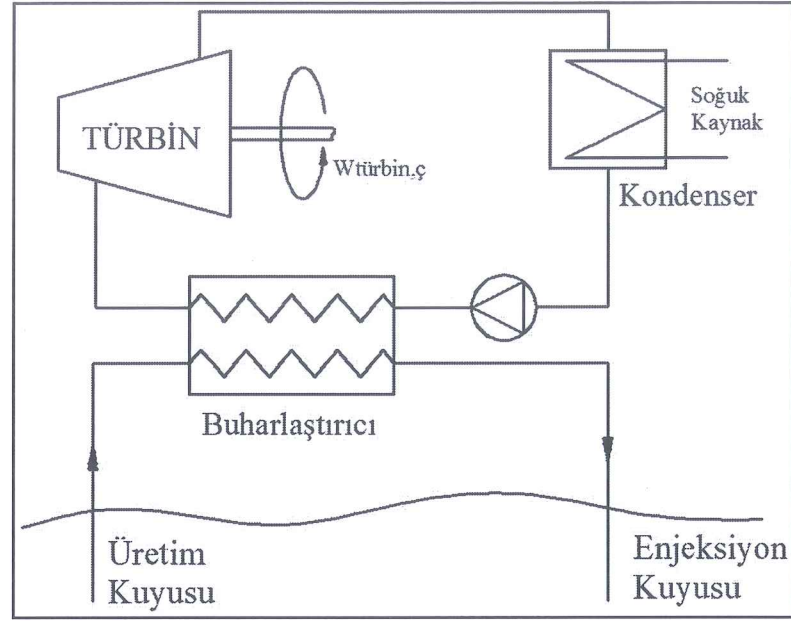 TÜRBİN
Wtürbin,ç
Soğuk
Kaynak
Kondenser
Buharlaştırıcı
Üretim
Kuyusu
Enjeksiyon
Kuyusu